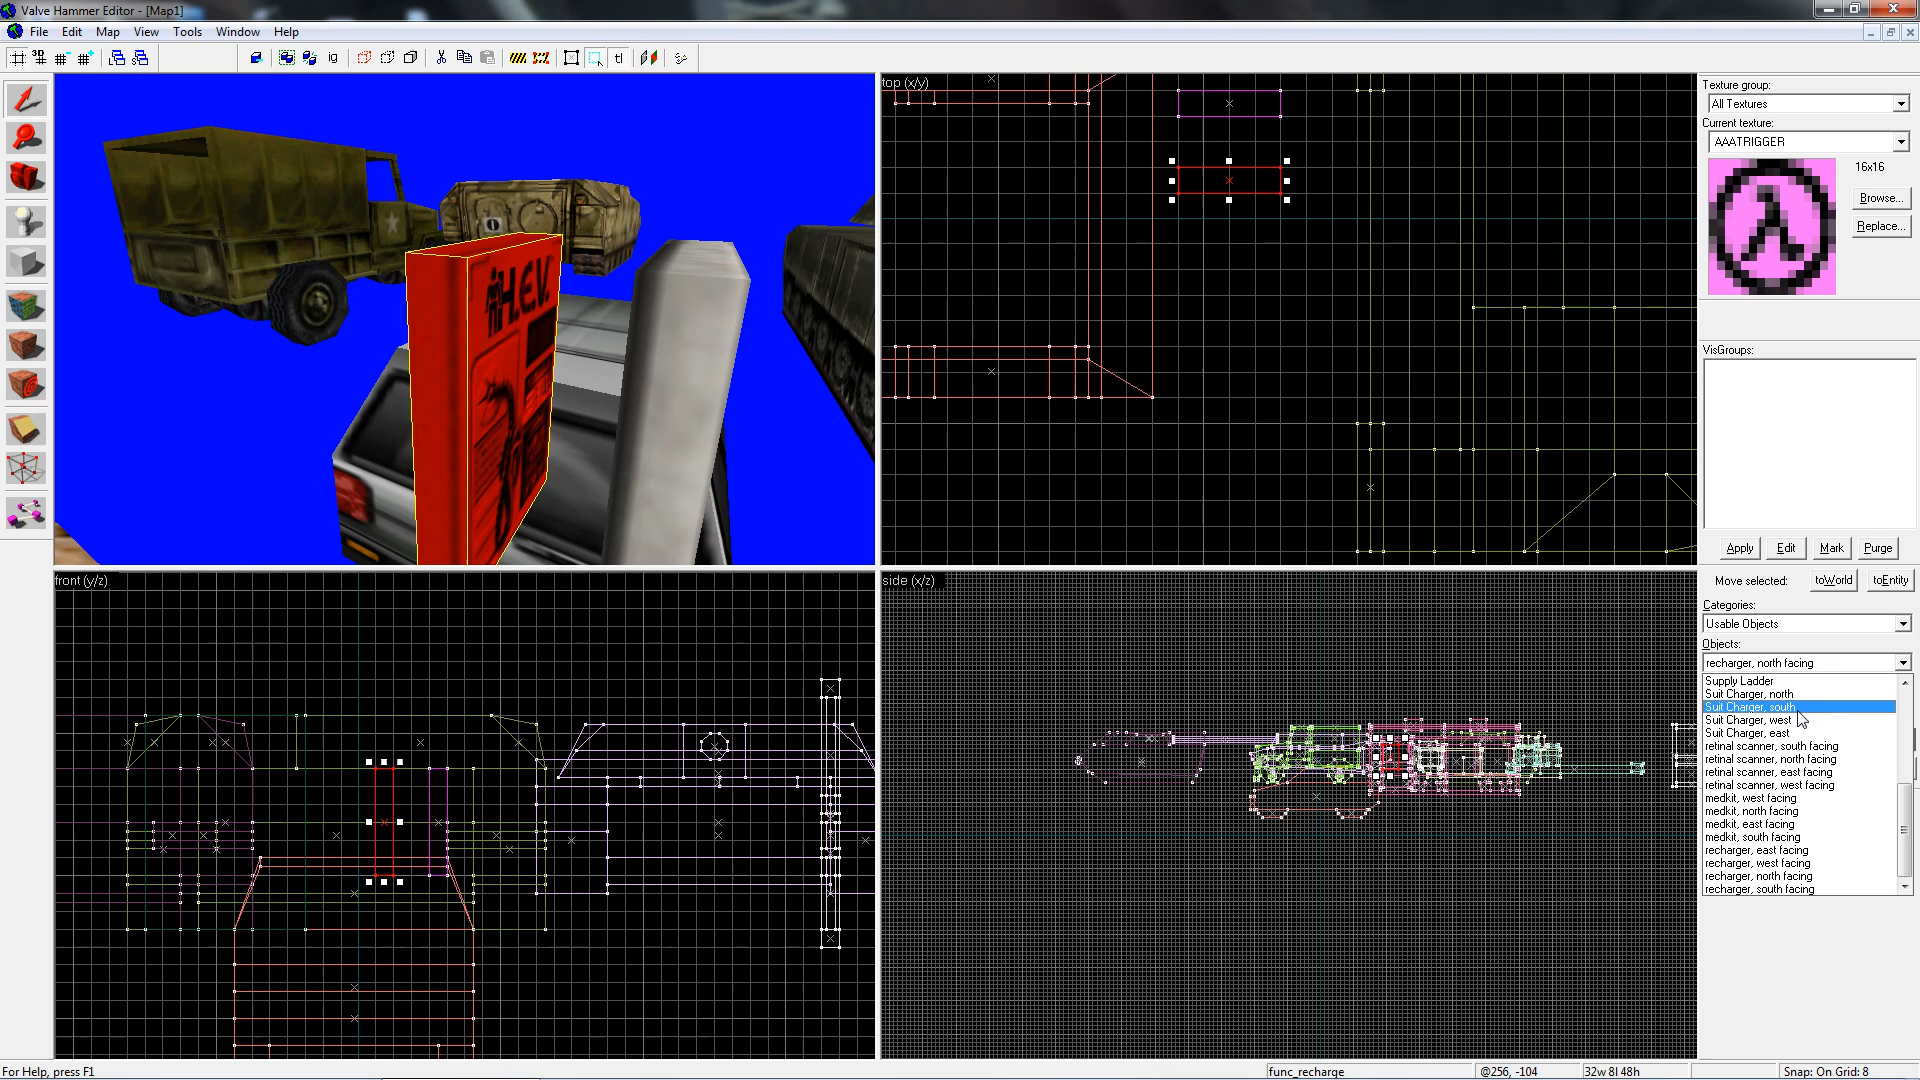 Valve Hammer Editor - [Map1]
File Edit Map View Tools Window Help
3D
ig
tl
top (x/y)
H.E.V.
front (y/z)
side (x/z)
Texture group:
All Textures
Current texture:
AAATRIGGER
16x16
Browse...
Replace...
VisGroups:
Apply Edit Mark Purge
Move selected: toWorld toEntity
Categories:
Usable Objects
Objects:
recharger, north facing
Supply Ladder
Suit Charger, north
Suit Charger, south
Suit Charger, west
Suit Charger, east
retinal scanner, south facing
retinal scanner, north facing
retinal scanner, east facing
retinal scanner, west facing
medkit, west facing
medkit, north facing
medkit, east facing
medkit, south facing
recharger, east facing
recharger, west facing
recharger, north facing
recharger, south facing
For Help, press F1
func_recharge
@256, -104
32w 8l 48h
Snap: On Grid: 8